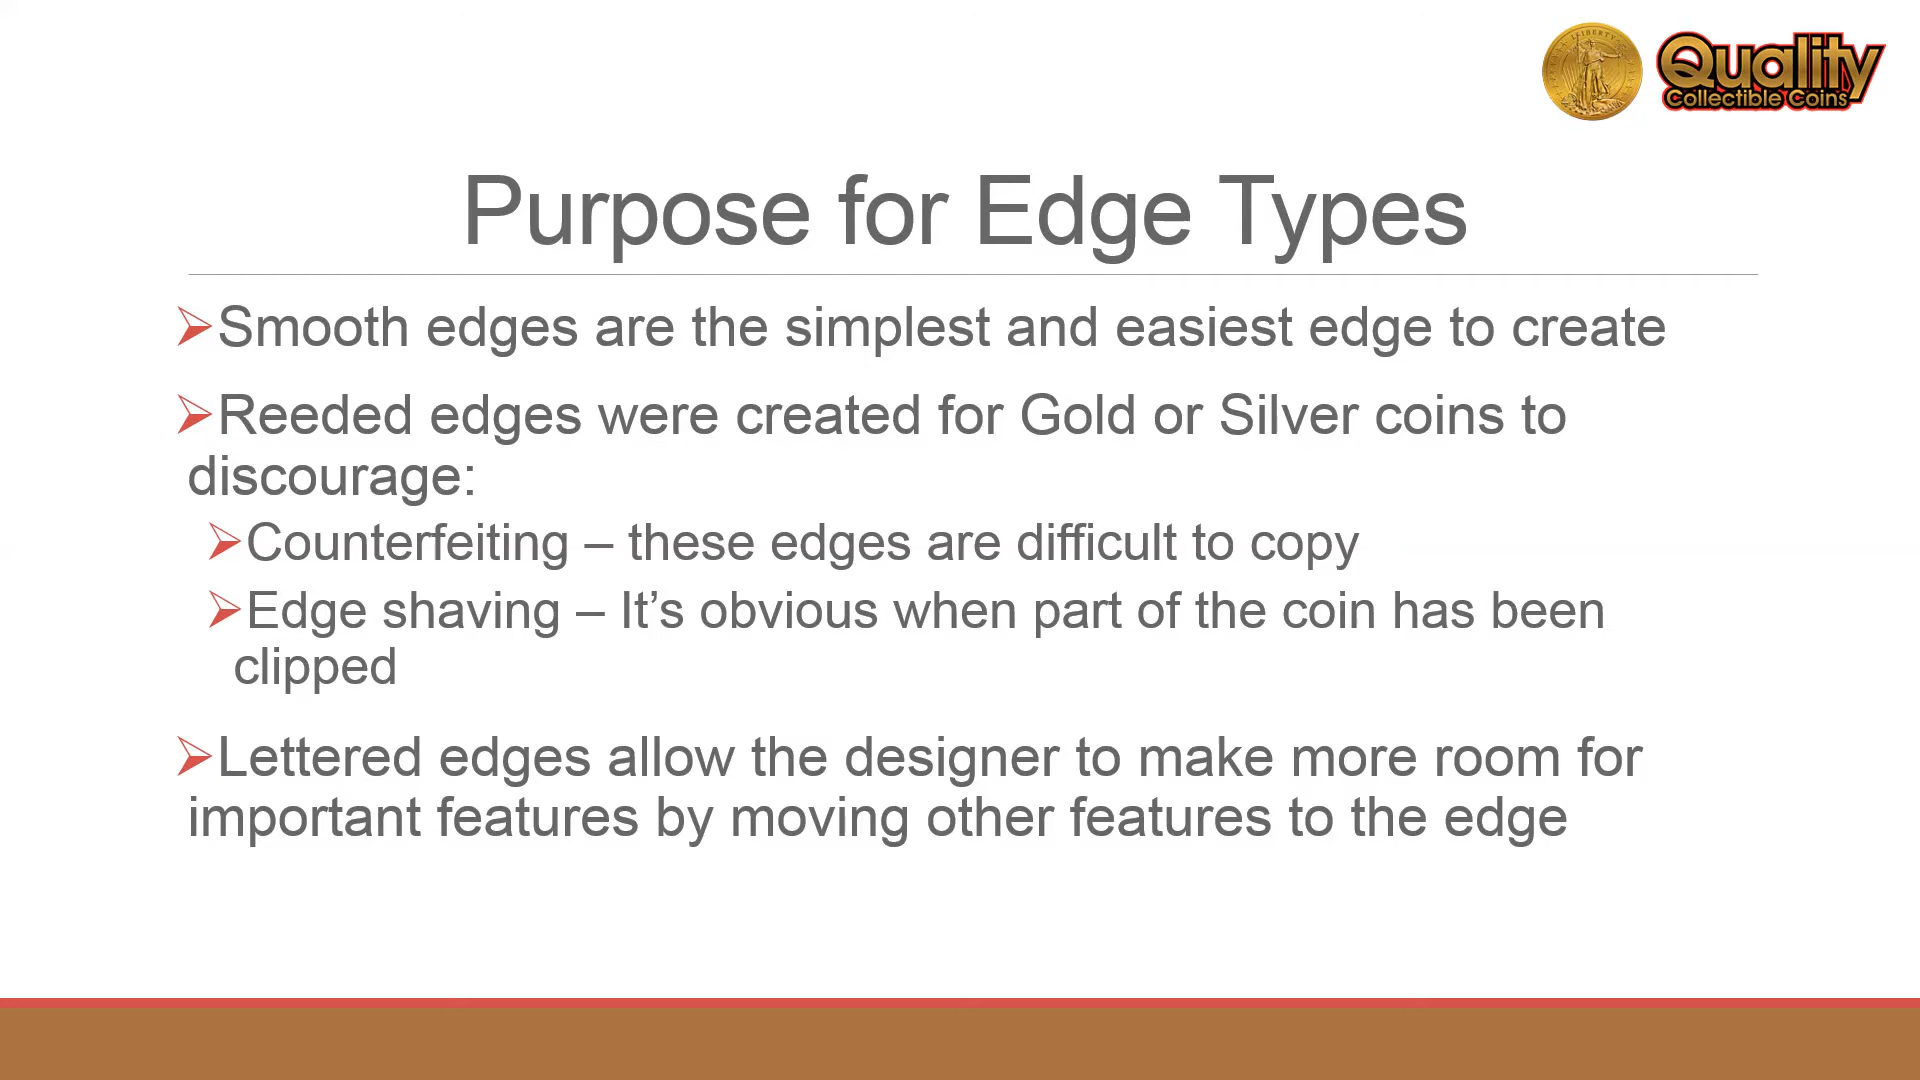 LIBERTY
Quality
Collectible Coins
Purpose for Edge Types
Smooth edges are the simplest and easiest edge to create
Reeded edges were created for Gold or Silver coins to
discourage:
Counterfeiting – these edges are difficult to copy
Edge shaving – It’s obvious when part of the coin has been
clipped
Lettered edges allow the designer to make more room for
important features by moving other features to the edge